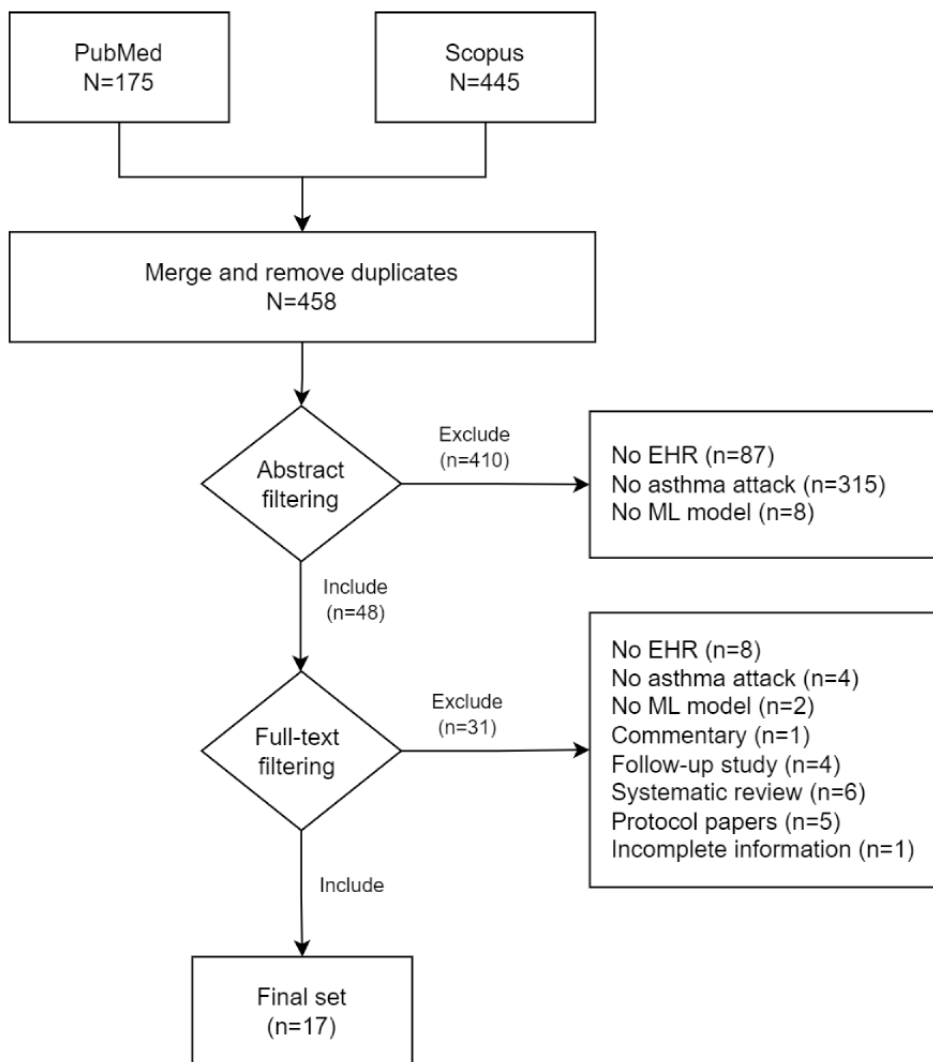 PubMed
N=175
Scopus
N=445
Merge and remove duplicates
N=458
Abstract
filtering
Exclude
(n=410)
No EHR (n=87)
No asthma attack (n=315)
No ML model (n=8)
Include
(n=48)
Full-text
filtering
Exclude
(n=31)
No EHR (n=8)
No asthma attack (n=4)
No ML model (n=2)
Commentary (n=1)
Follow-up study (n=4)
Systematic review (n=6)
Protocol papers (n=5)
Incomplete information (n=1)
Include
Final set
(n=17)